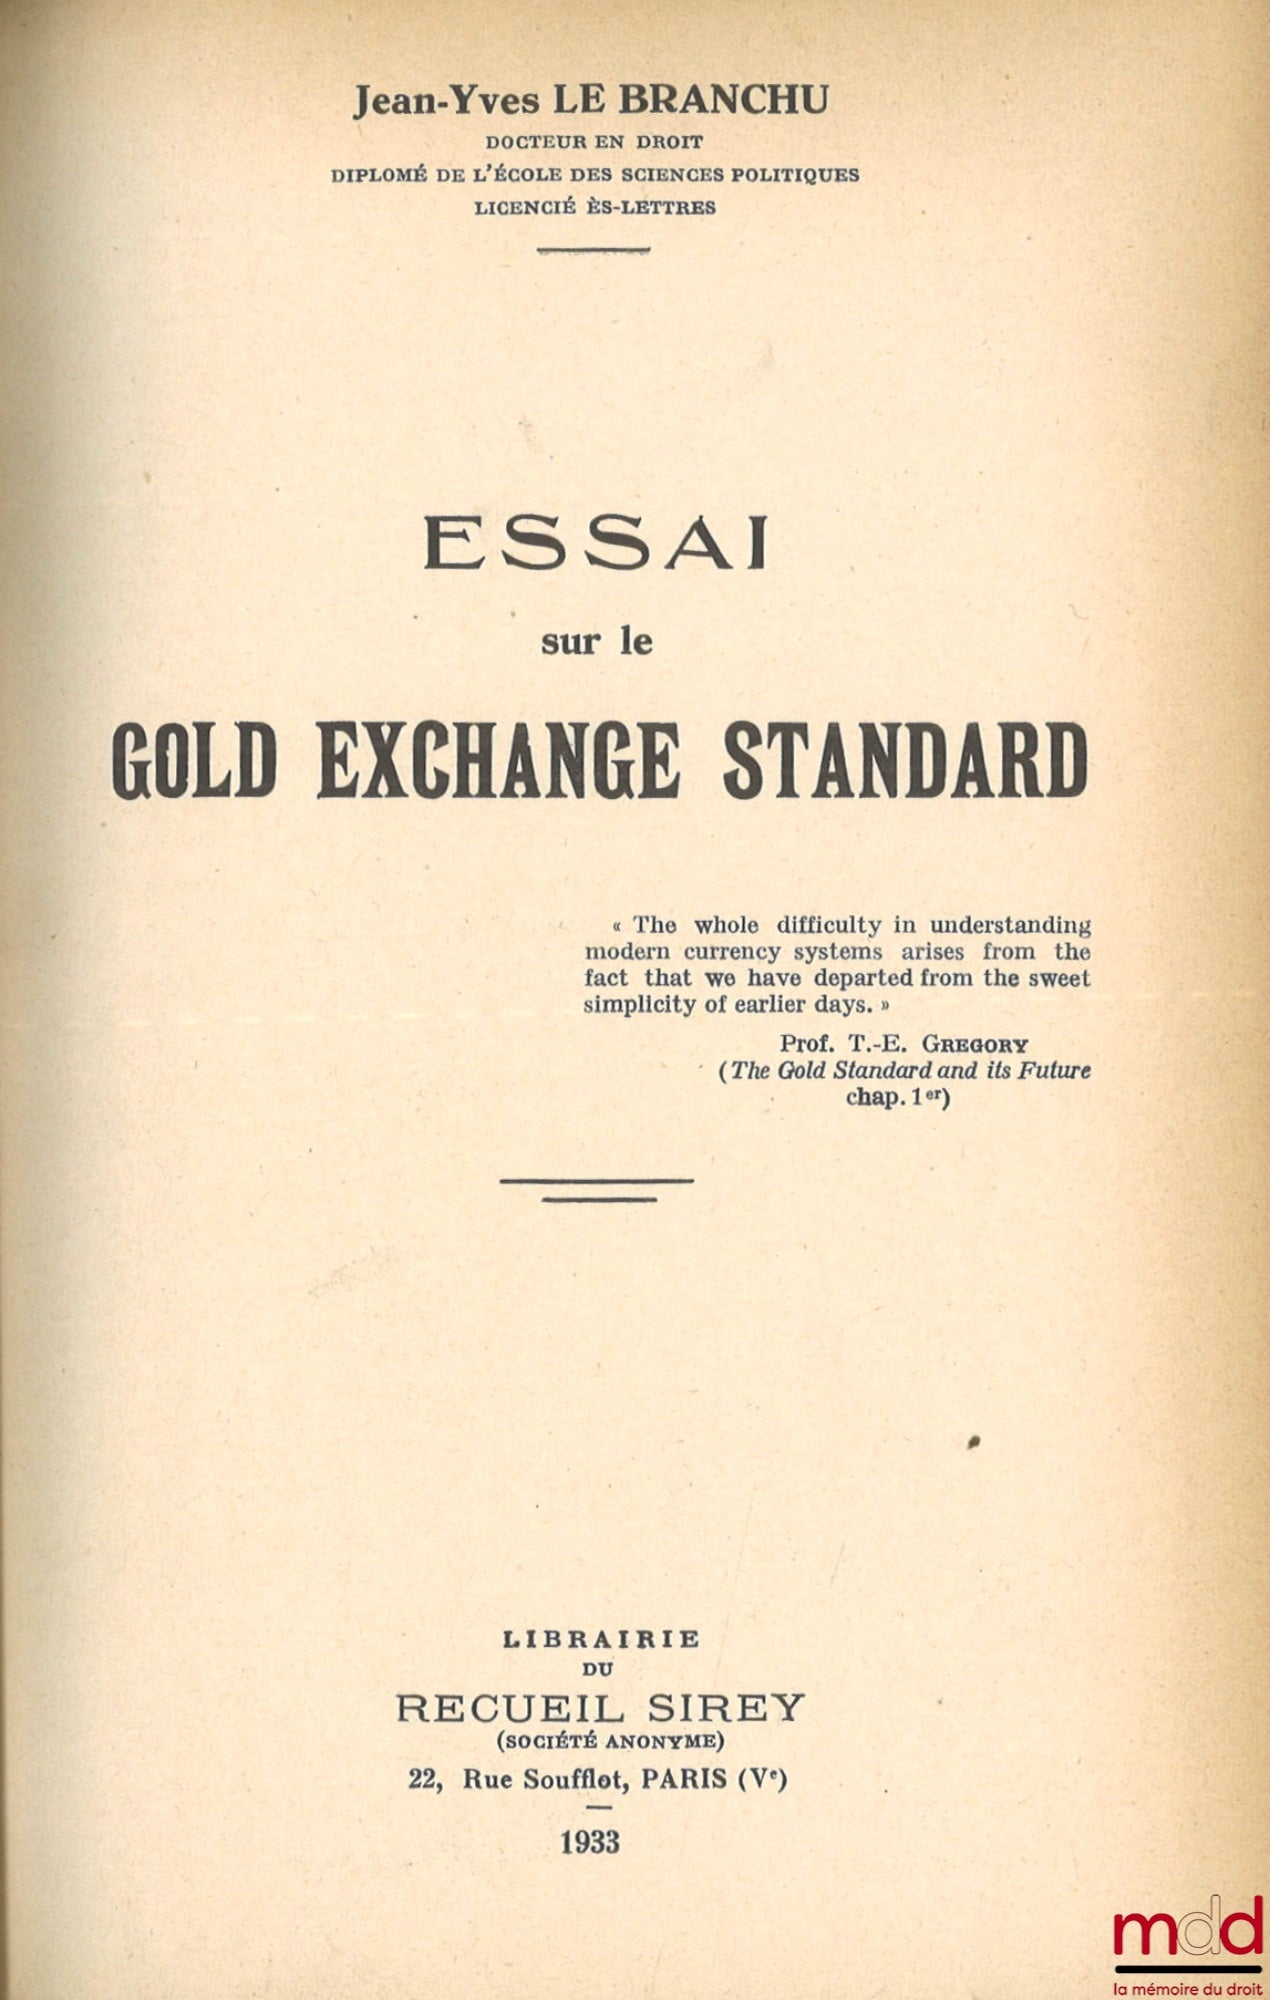 Jean-Yves LE BRANCHU
DOCTEUR EN DROIT
DIPLOMÉ DE L'ÉCOLE DES SCIENCES POLITIQUES
LICENCIÉ ÈS-LETTRES
ESSAI
sur le
GOLD EXCHANGE STANDARD
« The whole difficulty in understanding
modern currency systems arises from the
fact that we have departed from the sweet
simplicity of earlier days. »
Prof. T.-E. GREGORY
(The Gold Standard and its Future
chap. 1er)
LIBRAIRIE
DU
RECUEIL SIREY
(SOCIÉTÉ ANONYME)
22, Rue Soufflot, PARIS (Ve)
1933
mdd
la mémoire du droit